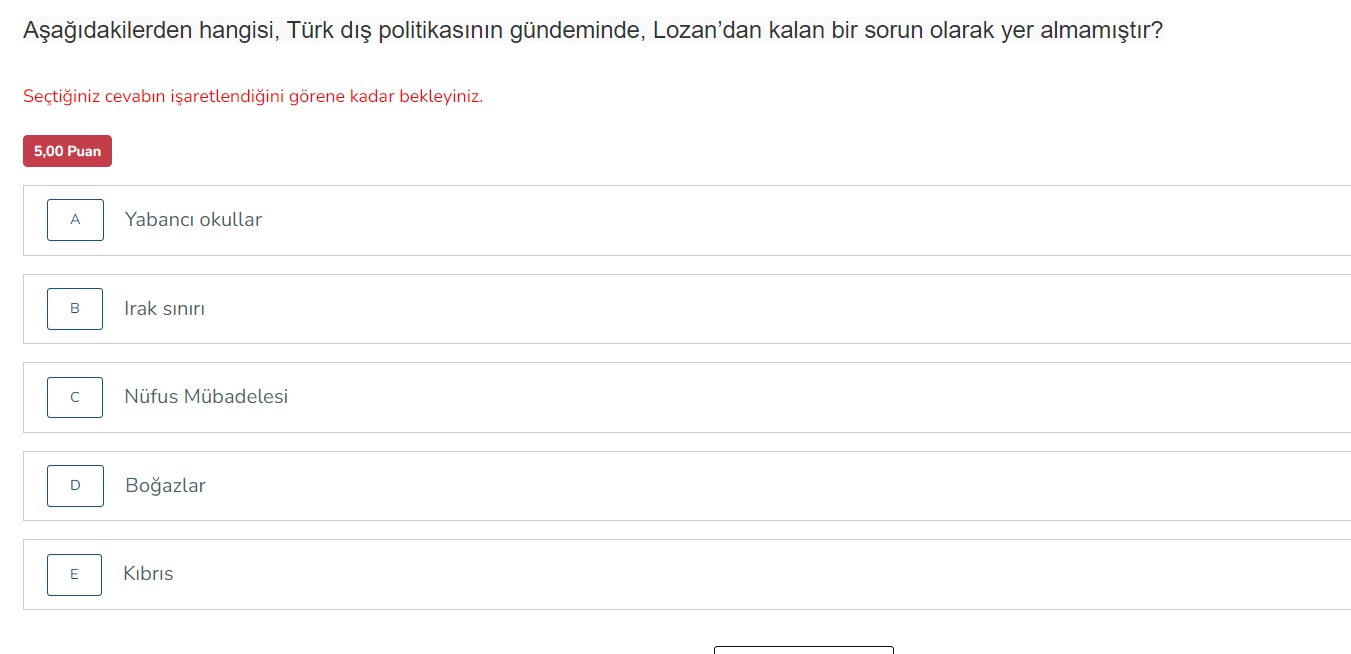 Aşağıdakilerden hangisi, Türk dış politikasının gündeminde, Lozan’dan kalan bir sorun olarak yer almamıştır?
Seçtiğiniz cevabın işaretlendiğini görene kadar bekleyiniz.
5,00 Puan
A Yabancı okullar
B Irak sınırı
C Nüfus Mübadelesi
D Boğazlar
E Kıbrıs